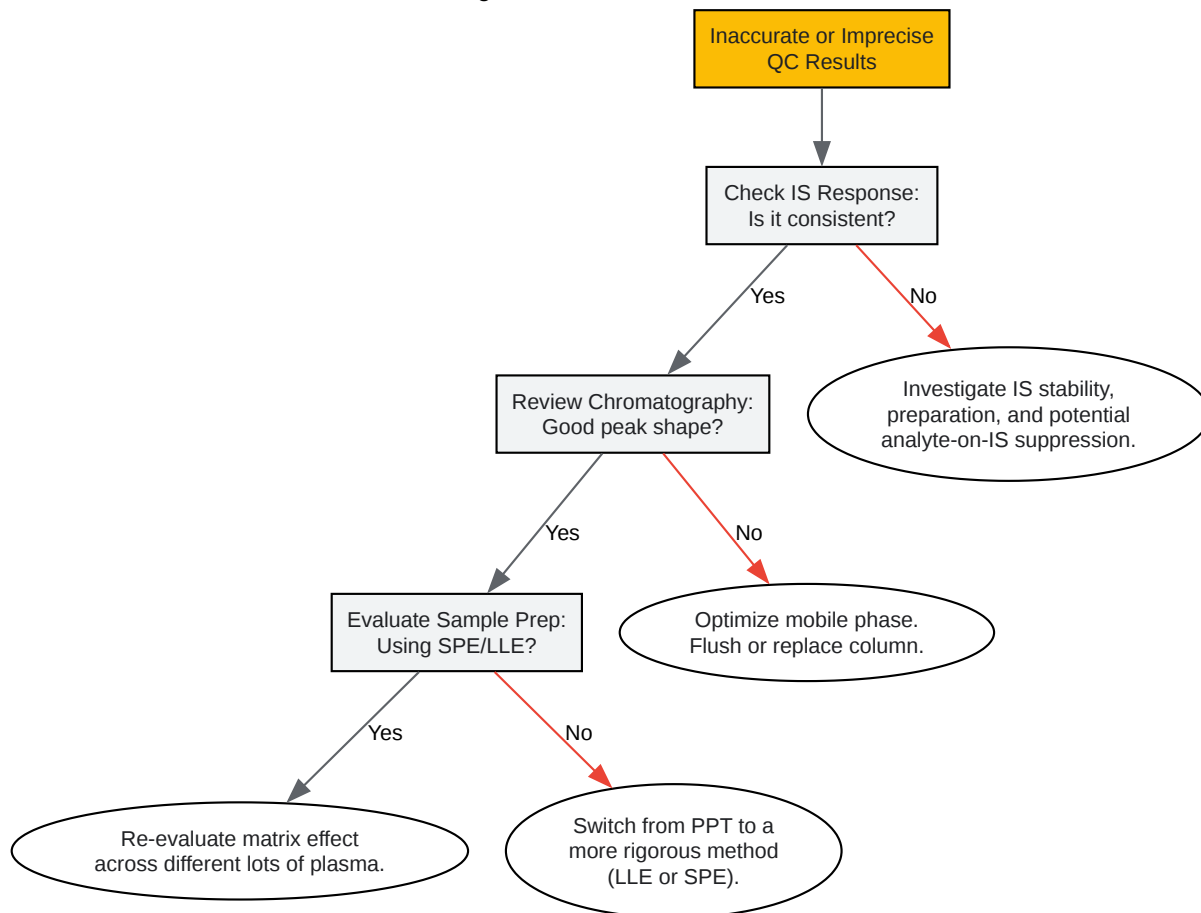 Inaccurate or Imprecise
QC Results
Check IS Response:
Is it consistent?
Yes
No
Investigate IS stability,
preparation, and potential
analyte-on-IS suppression.
Review Chromatography:
Good peak shape?
Yes
No
Optimize mobile phase.
Flush or replace column.
Evaluate Sample Prep:
Using SPE/LLE?
Yes
No
Re-evaluate matrix effect
across different lots of plasma.
Switch from PPT to a
more rigorous method
(LLE or SPE).